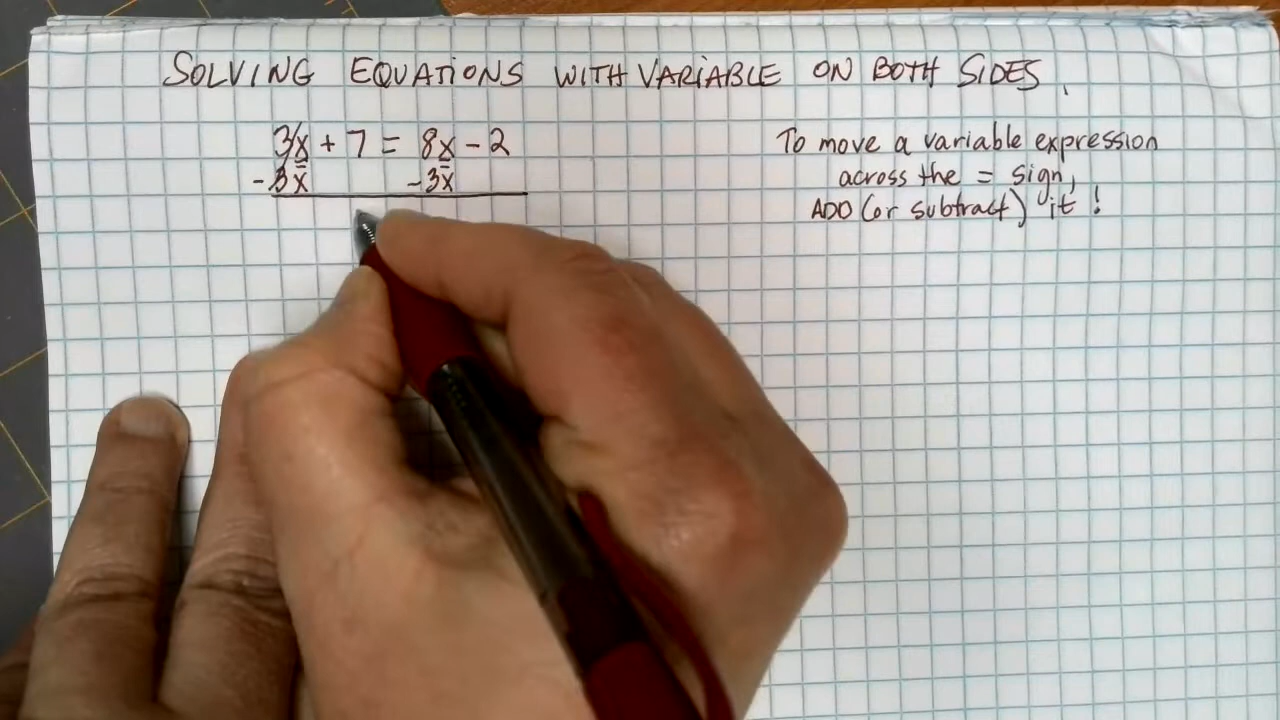 SOLVING EQUATIONS WITH VARIABLE ON BOTH SIDES.
3x + 7 = 8x - 2
-3x -3x
To move a variable expression
across the = sign,
ADD (or subtract) it!